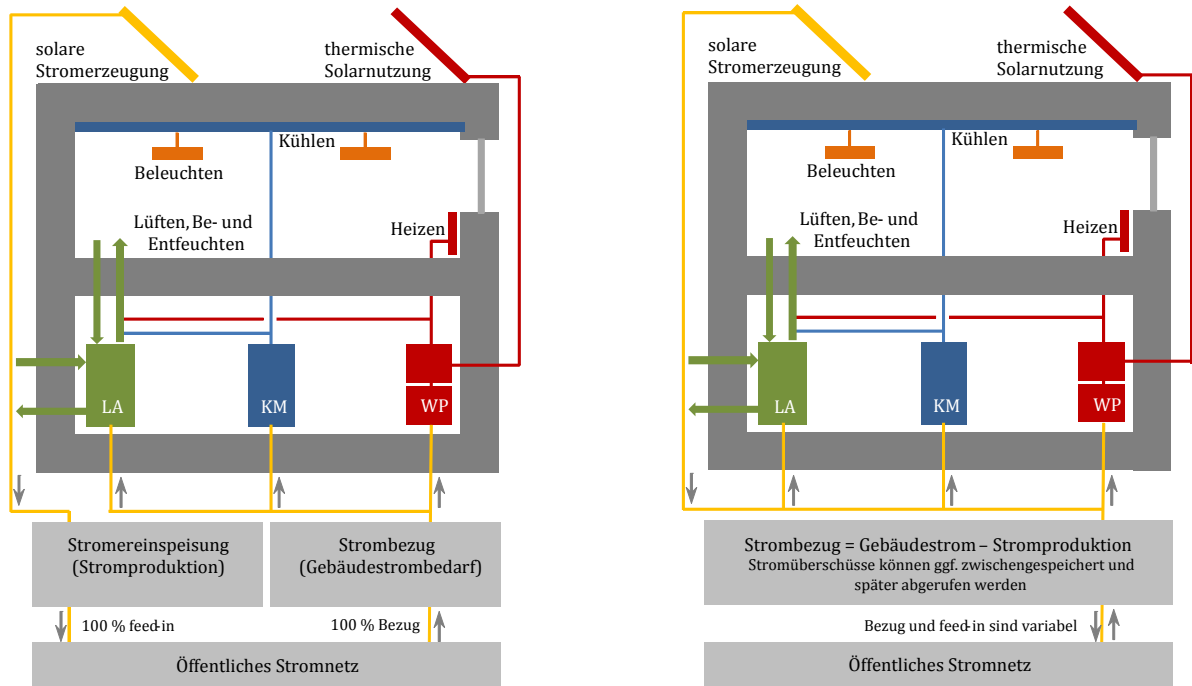 solare
Stromerzeugung
thermische
Solarnutzung
Kühlen
Beleuchten
Lüften, Be- und
Entfeuchten
Heizen
LA
KM
WP
Stromereinspeisung
(Stromproduktion)
Strombezug
(Gebäudestrombedarf)
100 % feed-in
100 % Bezug
Öffentliches Stromnetz
solare
Stromerzeugung
thermische
Solarnutzung
Kühlen
Beleuchten
Lüften, Be- und
Entfeuchten
Heizen
LA
KM
WP
Strombezug = Gebäudestrom – Stromproduktion
Stromüberschüsse können ggf. zwischengespeichert und
später abgerufen werden
Bezug und feed-in sind variabel
Öffentliches Stromnetz